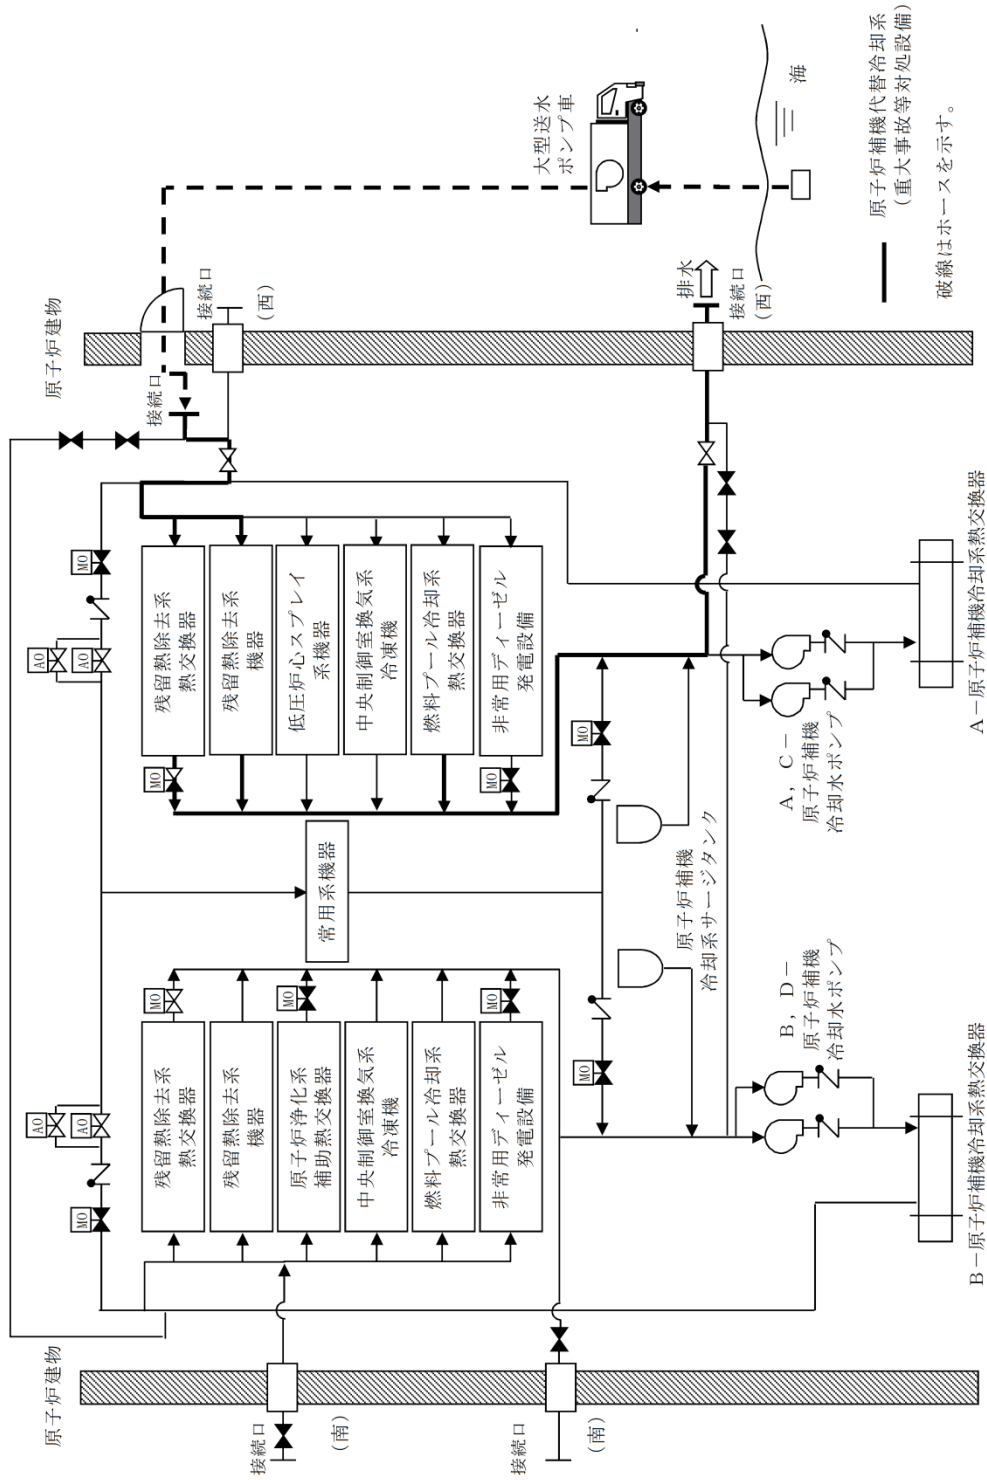 原子炉建物
接続口
(南)
接続口
(南)
MO
AO
AO
AO
AO
MO
残留熱除去系
熱交換器
残留熱除去系
機器
原子炉浄化系
補助熱交換器
中央制御室換気系
冷凍機
燃料プール冷却系
熱交換器
非常用ディーゼル
発電設備
MO
MO
MO
常用系機器
残留熱除去系
熱交換器
残留熱除去系
機器
低圧炉心スプレイ
系機器
中央制御室換気系
冷凍機
燃料プール冷却系
熱交換器
非常用ディーゼル
発電設備
MO
MO
MO
MO
原子炉補機
冷却系サージタンク
B,D-
原子炉補機
冷却水ポンプ
B-原子炉補機冷却系熱交換器
A,C-
原子炉補機
冷却水ポンプ
A-原子炉補機冷却系熱交換器
原子炉建物
接続口
接続口
(西)
排水
接続口
(西)
大型送水
ポンプ車
海
原子炉補機代替冷却系
(重大事故等対処設備)
破線はホースを示す。